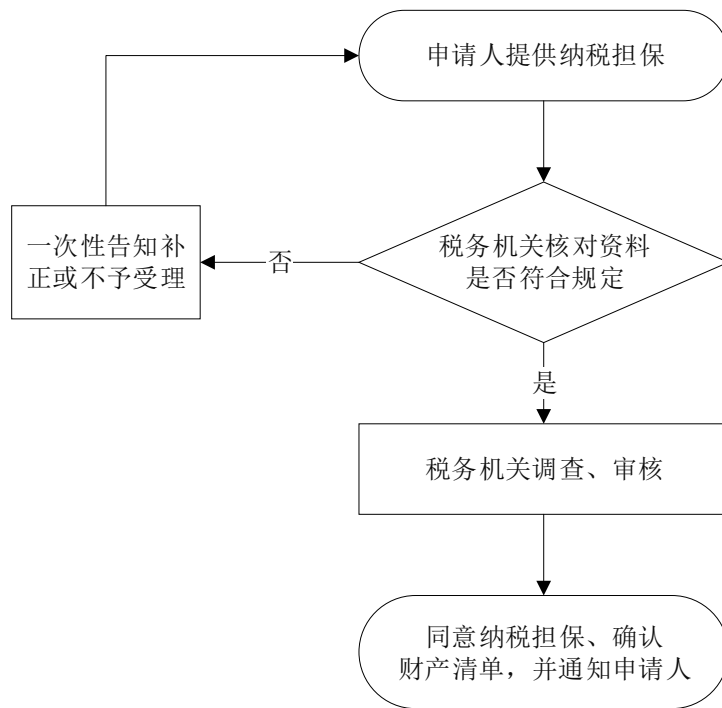 申请人提供纳税担保
税务机关核对资料
是否符合规定
否
一次性告知补
正或不予受理
是
税务机关调查、审核
同意纳税担保、确认
财产清单，并通知申请人